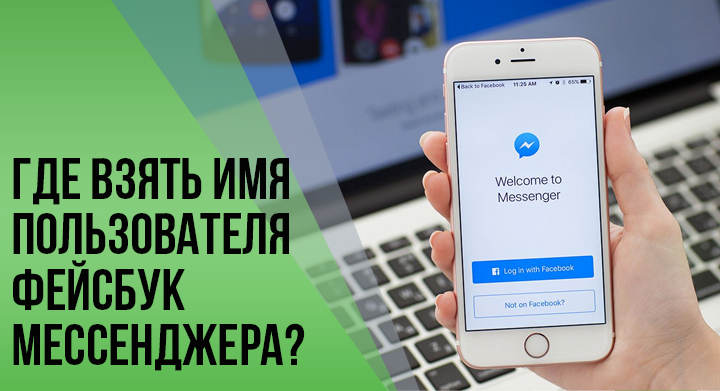 ГДЕ ВЗЯТЬ ИМЯ
ПОЛЬЗОВАТЕЛЯ
ФЕЙСБУК
МЕССЕНДЖЕРА?
Back to Facebook 11:25 AM 65%
Welcome to
Messenger
Log in with Facebook
Not on Facebook?